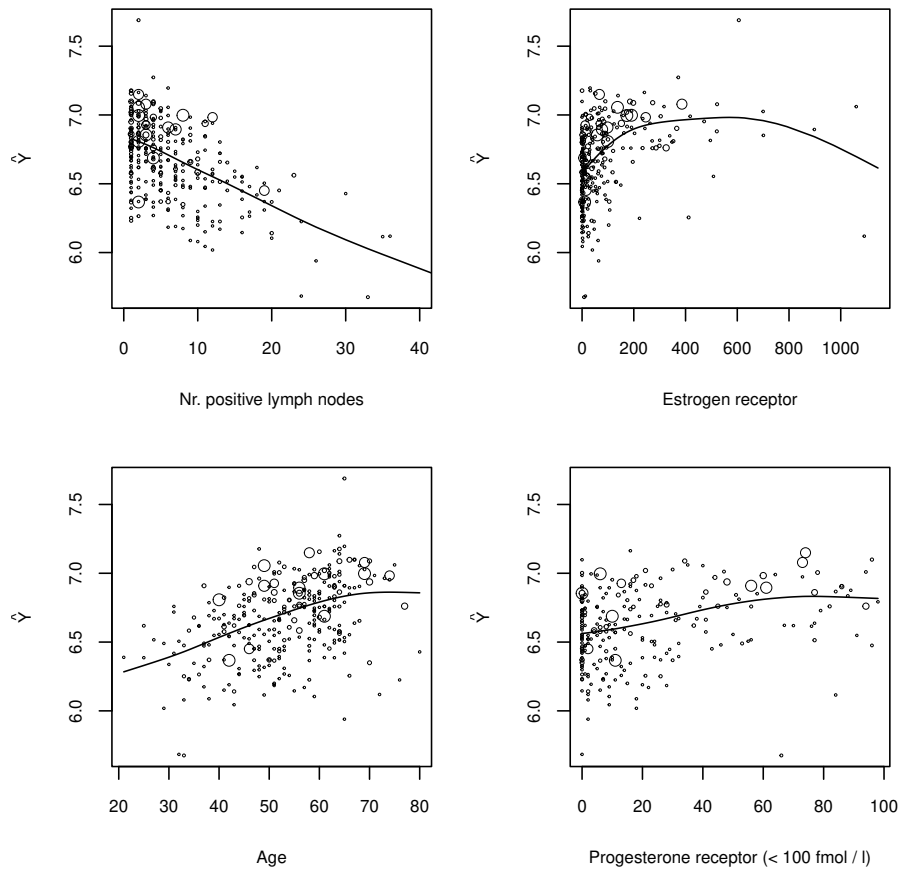 7.5
7.0
6.5
6.0
Ŷ
0 10 20 30 40
Nr. positive lymph nodes
7.5
7.0
6.5
6.0
Ŷ
0 200 400 600 800 1000
Estrogen receptor
7.5
7.0
6.5
6.0
Ŷ
20 30 40 50 60 70 80
Age
7.5
7.0
6.5
6.0
Ŷ
0 20 40 60 80 100
Progesterone receptor (< 100 fmol / l)